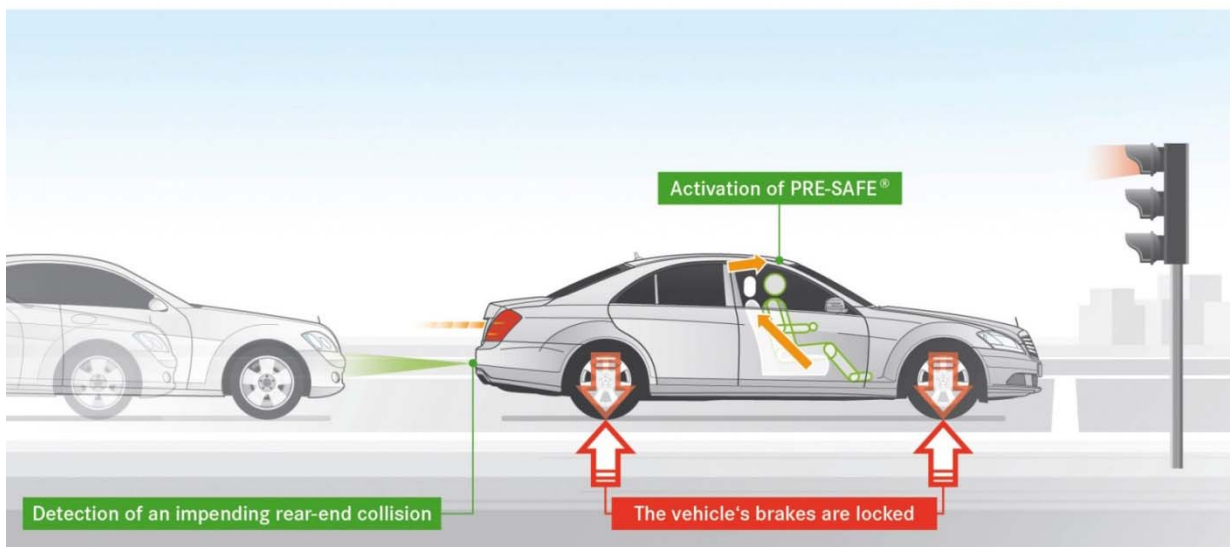 Activation of PRE-SAFE®
Detection of an impending rear-end collision
The vehicle‘s brakes are locked